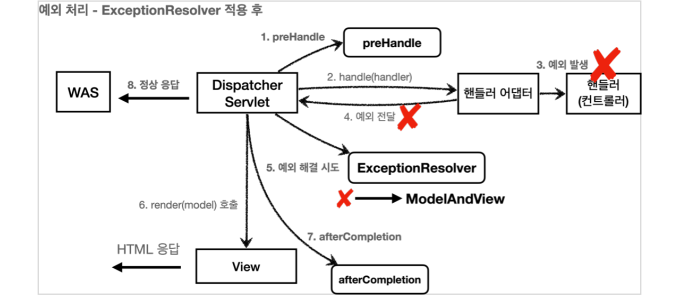 예외 처리 - ExceptionResolver 적용 후
1. preHandle
preHandle
3. 예외 발생
WAS
8. 정상 응답
Dispatcher
Servlet
2. handle(handler)
핸들러 어댑터
핸들러
(컨트롤러)
4. 예외 전달
5. 예외 해결 시도
ExceptionResolver
ModelAndView
6. render(model) 호출
7. afterCompletion
HTML 응답
View
afterCompletion